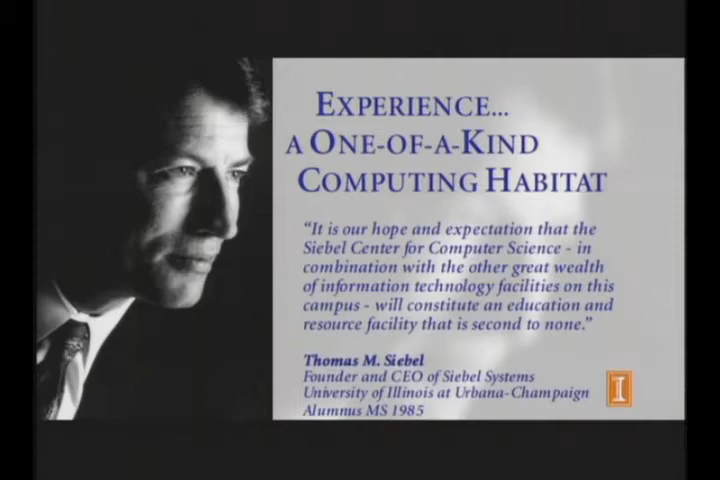 EXPERIENCE...
A ONE-OF-A-KIND
COMPUTING HABITAT
“It is our hope and expectation that the
Siebel Center for Computer Science - in
combination with the other great wealth
of information technology facilities on this
campus - will constitute an education and
resource facility that is second to none.”
Thomas M. Siebel
Founder and CEO of Siebel Systems
University of Illinois at Urbana-Champaign
Alumnus MS 1985
I